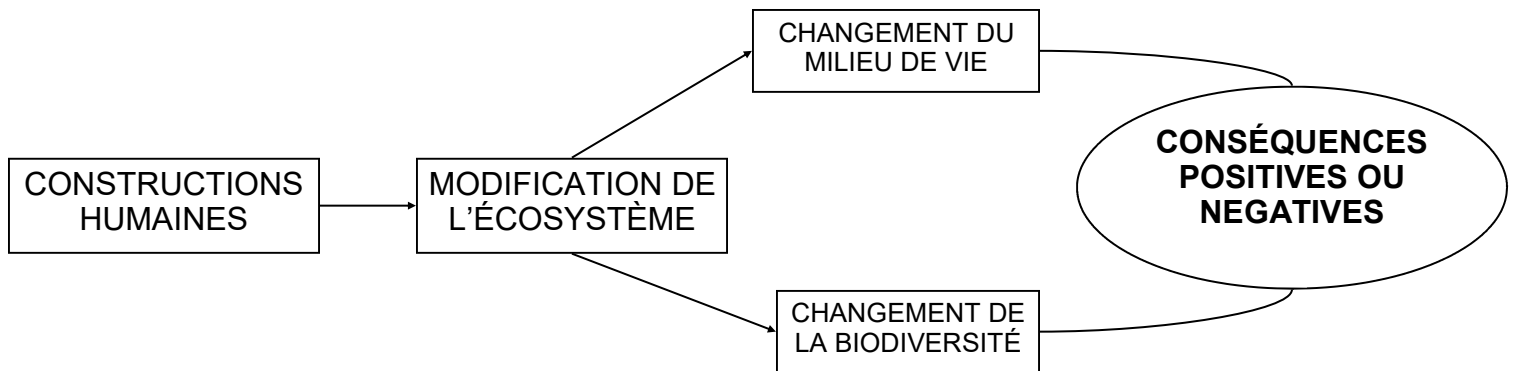 CHANGEMENT DU
MILIEU DE VIE
CONSTRUCTIONS
HUMAINES
MODIFICATION DE
L’ÉCOSYSTÈME
CONSÉQUENCES
POSITIVES OU
NEGATIVES
CHANGEMENT DE
LA BIODIVERSITÉ